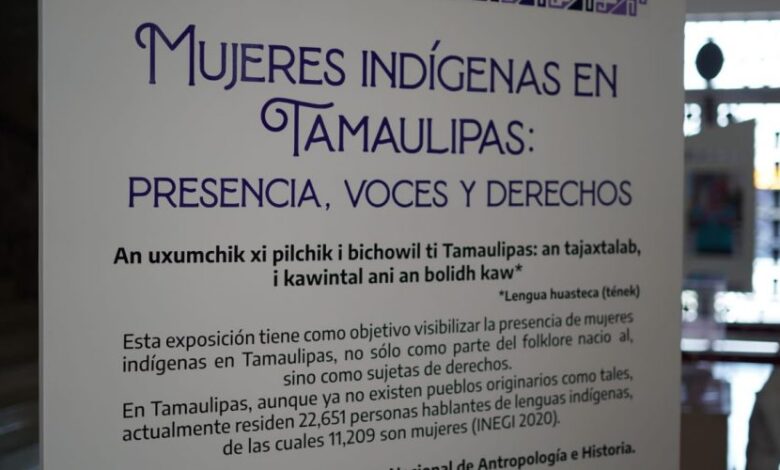 MUJERES INDÍGENAS EN
TAMAULIPAS:
PRESENCIA, VOCES Y DERECHOS
An uxumchik xi pilchik i bichowil ti Tamaulipas: an tajaxtalab,
i kawintal ani an bolidh kaw*
*Lengua huasteca (tének)
Esta exposición tiene como objetivo visibilizar la presencia de mujeres
indígenas en Tamaulipas, no sólo como parte del folklore nacio al,
sino como sujetas de derechos.
En Tamaulipas, aunque ya no existen pueblos originarios como tales,
actualmente residen 22,651 personas hablantes de lenguas indígenas,
de las cuales 11,209 son mujeres (INEGI 2020).
Nacional de Antropología e Historia.